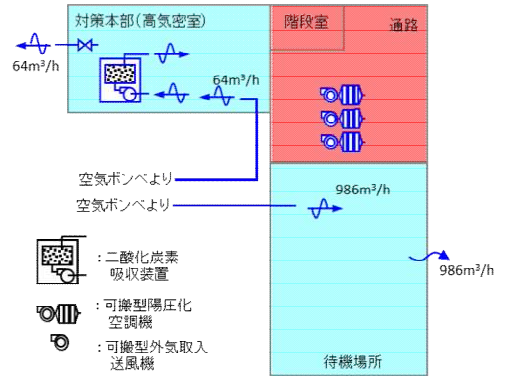 対策本部(高気密室)
階段室
通路
64m³/h
64m³/h
空気ボンベより
空気ボンベより
986m³/h
986m³/h
:二酸化炭素
吸収装置
:可搬型陽圧化
空調機
:可搬型外気取入
送風機
待機場所